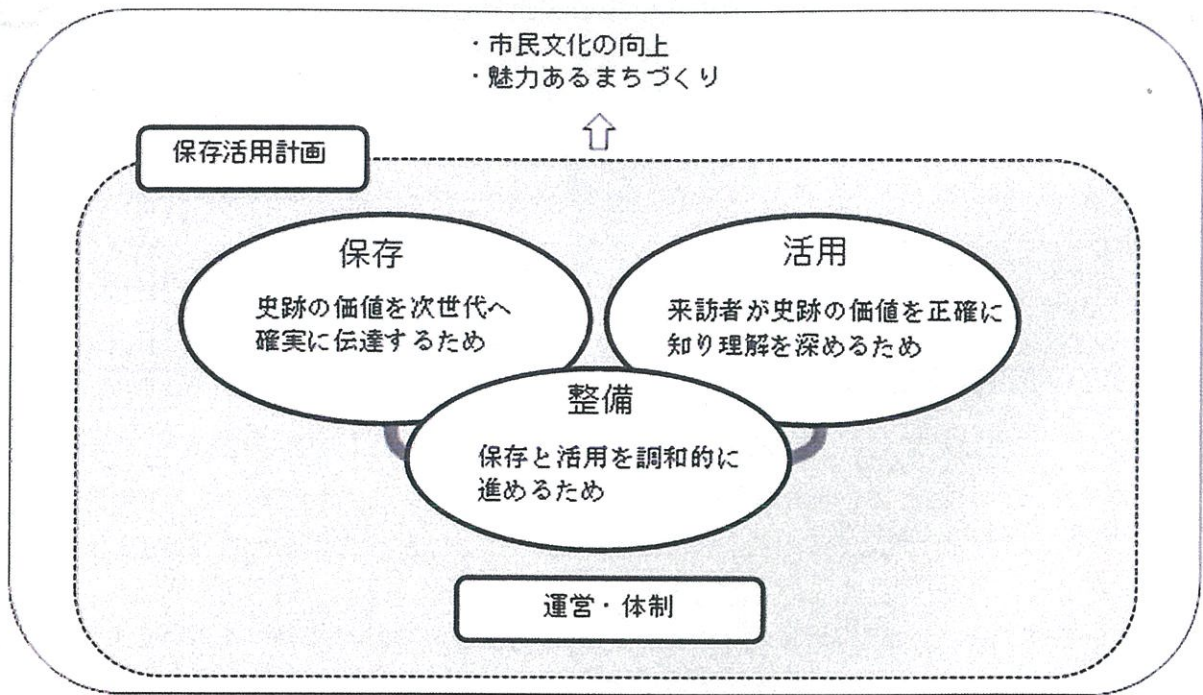 ・市民文化の向上
・魅力あるまちづくり
保存活用計画
保存
史跡の価値を次世代へ
確実に伝達するため
活用
来訪者が史跡の価値を正確に
知り理解を深めるため
整備
保存と活用を調和的に
進めるため
運営・体制